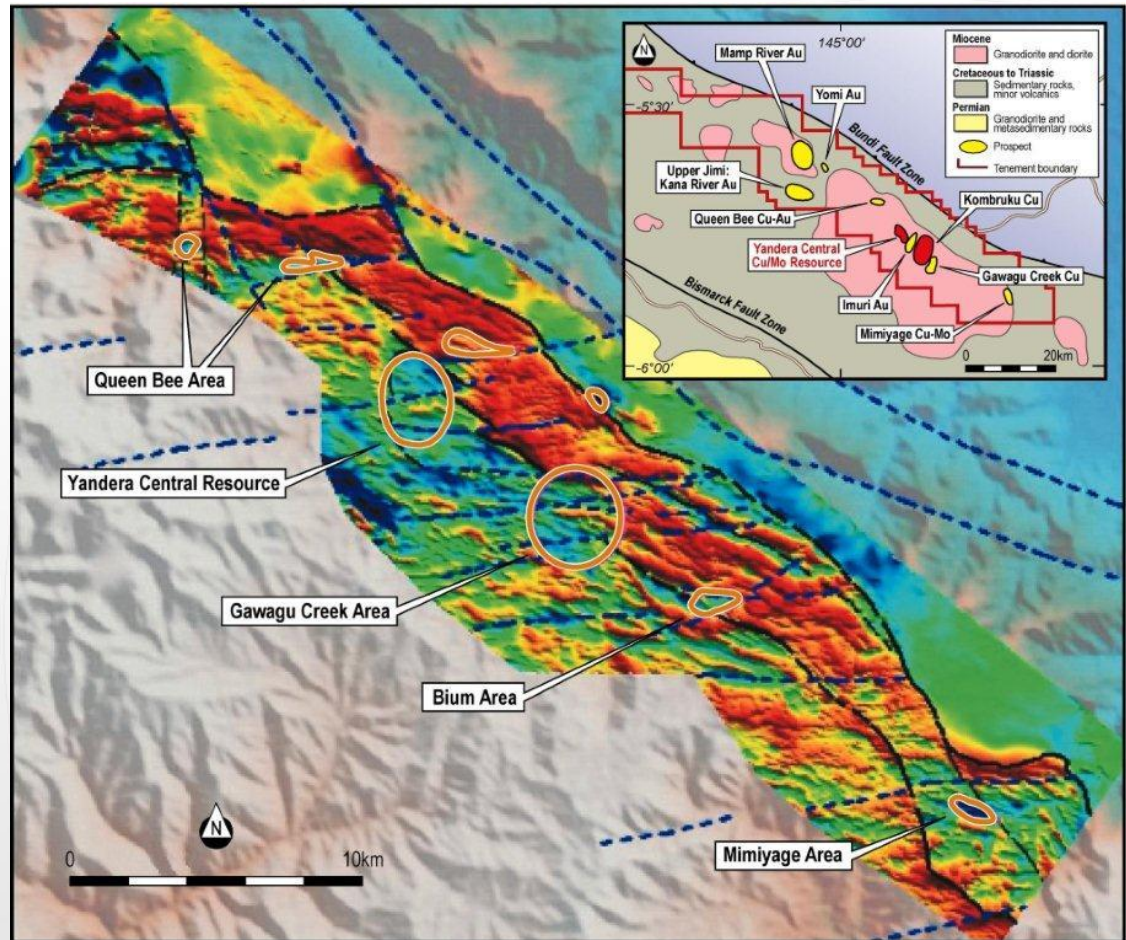 Queen Bee Area
Yandera Central Resource
Gawagu Creek Area
Bium Area
Mimiyage Area
N
0
10km
N
Mamp River Au
145°00'
Yomi Au
-5°30'
Bundi Fault Zone
Upper Jimi:
Kana River Au
Queen Bee Cu-Au
Kombruku Cu
Yandera Central
Cu/Mo Resource
Gawagu Creek Cu
Imuri Au
Bismarck Fault Zone
Mimiyage Cu-Mo
0
20km
-6°00'
Miocene
Granodiorite and diorite
Cretaceous to Triassic
Sedimentary rocks,
minor volcanics
Permian
Granodiorite and
metasedimentary rocks
Prospect
Tenement boundary